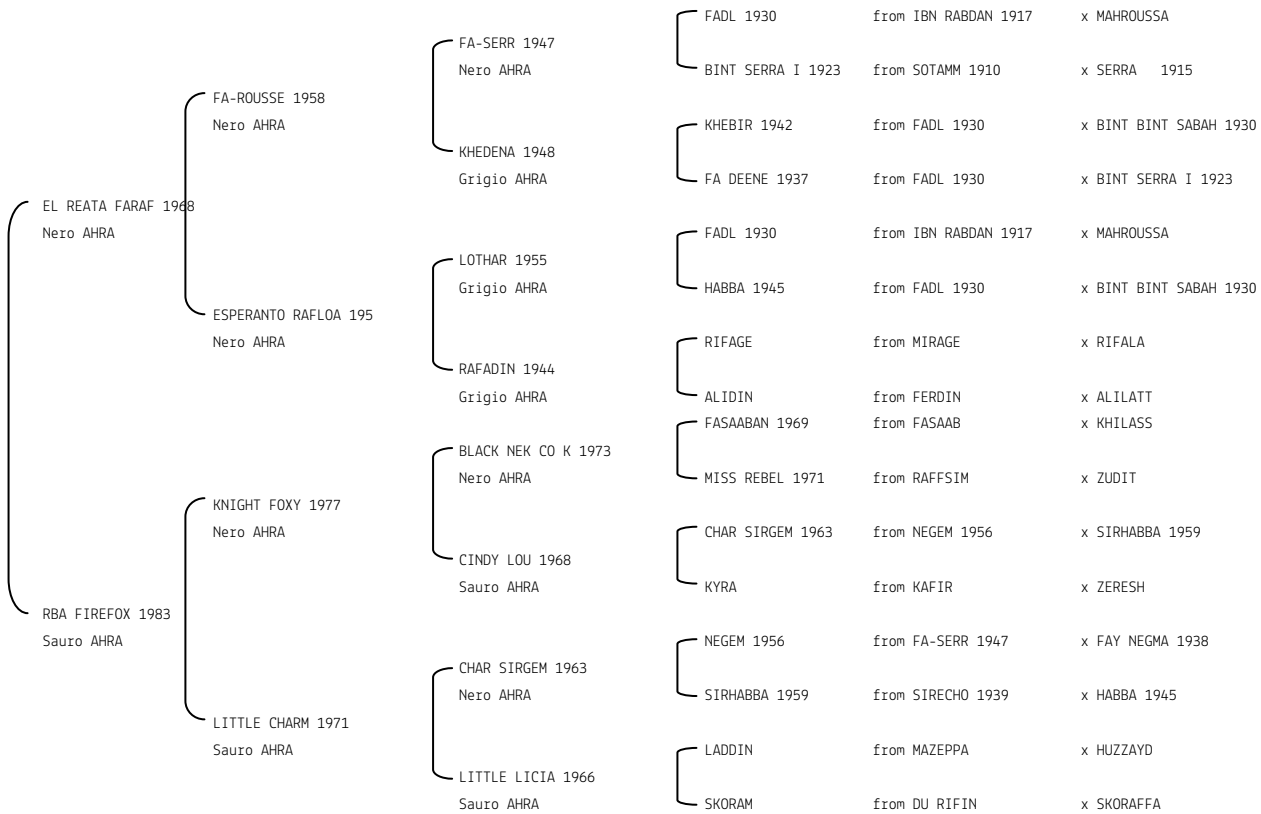 FADL 1930 from IBN RABDAN 1917 x MAHROUSSA
FA-SERR 1947
Nero AHRA BINT SERRA I 1923 from SOTAMM 1910 x SERRA 1915
FA-ROUSSE 1958
Nero AHRA KHEBIR 1942 from FADL 1930 x BINT BINT SABAH 1930
KHEDENA 1948
Grigio AHRA FA DEENE 1937 from FADL 1930 x BINT SERRA I 1923
EL REATA FARAF 1968
Nero AHRA FADL 1930 from IBN RABDAN 1917 x MAHROUSSA
LOTHAR 1955
Grigio AHRA HABBA 1945 from FADL 1930 x BINT BINT SABAH 1930
ESPERANTO RAFLOA 195
Nero AHRA RIFAGE from MIRAGE x RIFALA
RAFADIN 1944
Grigio AHRA ALIDIN from FERDIN x ALILATT
FASAABAN 1969 from FASAAB x KHILASS
BLACK NEK CO K 1973
Nero AHRA MISS REBEL 1971 from RAFFSIM x ZUDIT
KNIGHT FOXY 1977
Nero AHRA CHAR SIRGEM 1963 from NEGEM 1956 x SIRHABBA 1959
CINDY LOU 1968
Sauro AHRA KYRA from KAFIR x ZERESH
RBA FIREFOX 1983
Sauro AHRA NEGEM 1956 from FA-SERR 1947 x FAY NEGMA 1938
CHAR SIRGEM 1963
Nero AHRA SIRHABBA 1959 from SIRECHO 1939 x HABBA 1945
LITTLE CHARM 1971
Sauro AHRA LADDIN from MAZEPPA x HUZZAYD
LITTLE LICIA 1966
Sauro AHRA SKORAM from DU RIFIN x SKORAFFA